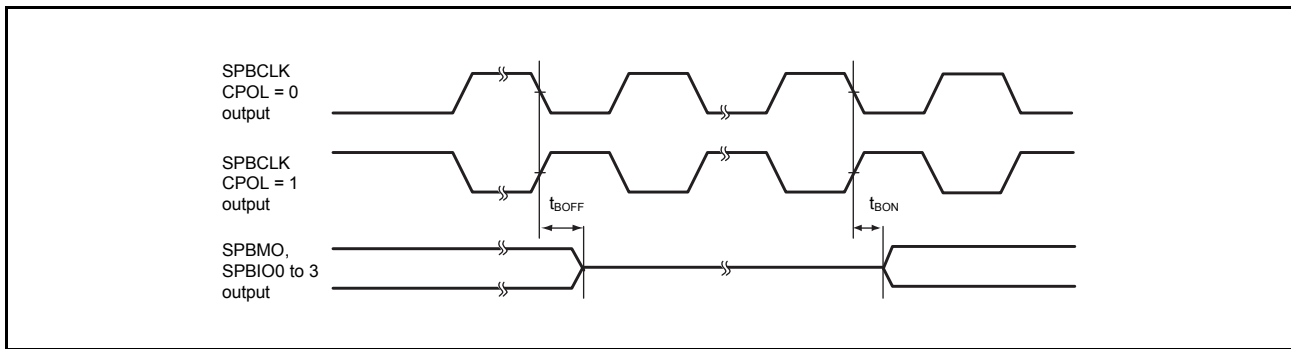 SPBCLK
CPOL = 0
output
SPBCLK
CPOL = 1
output
tBOFF
tBON
SPBMO,
SPBIO0 to 3
output